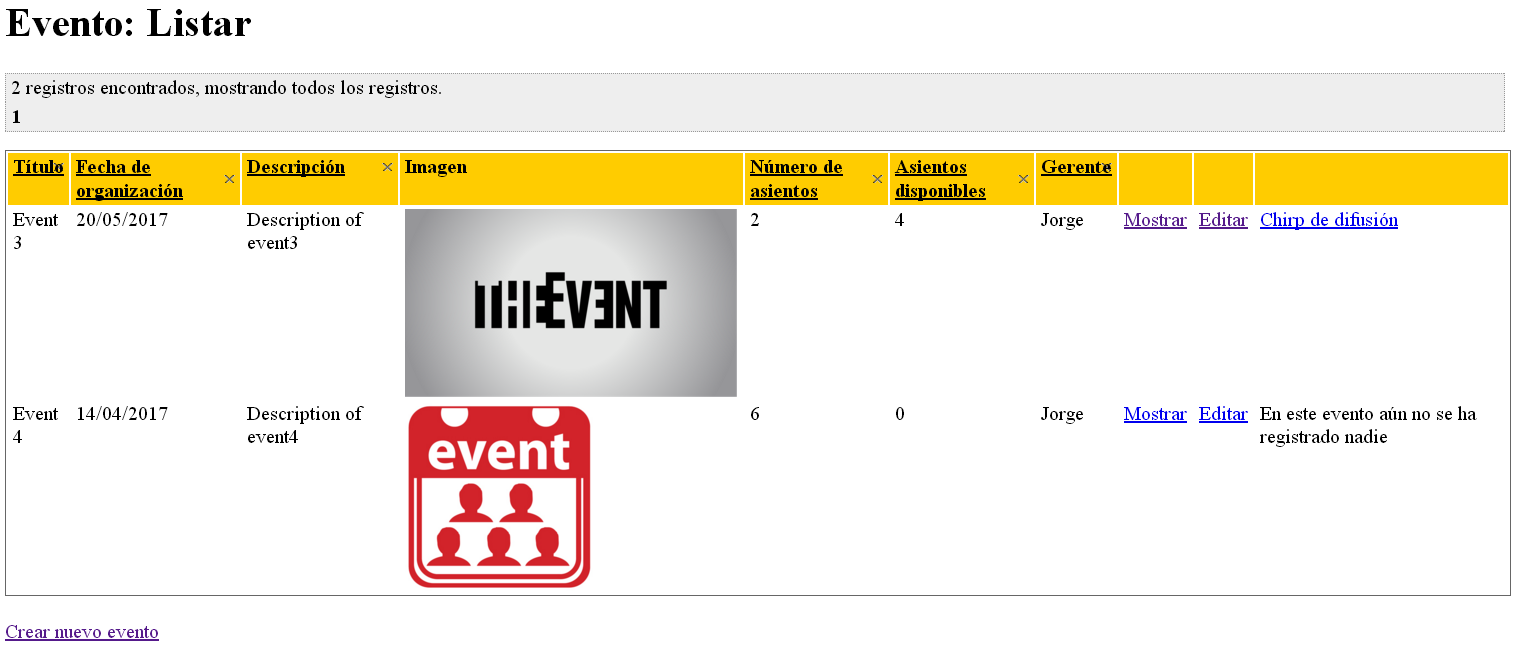 Evento: Listar
2 registros encontrados, mostrando todos los registros.
1
Título Fecha de organización Descripción Imagen Número de asientos Asientos disponibles Gerente
Event 3 20/05/2017 Description of event3 THE EVENT 2 4 Jorge Mostrar Editar Chirp de difusión
Event 4 14/04/2017 Description of event4 event 6 0 Jorge Mostrar Editar En este evento aún no se ha registrado nadie
Crear nuevo evento